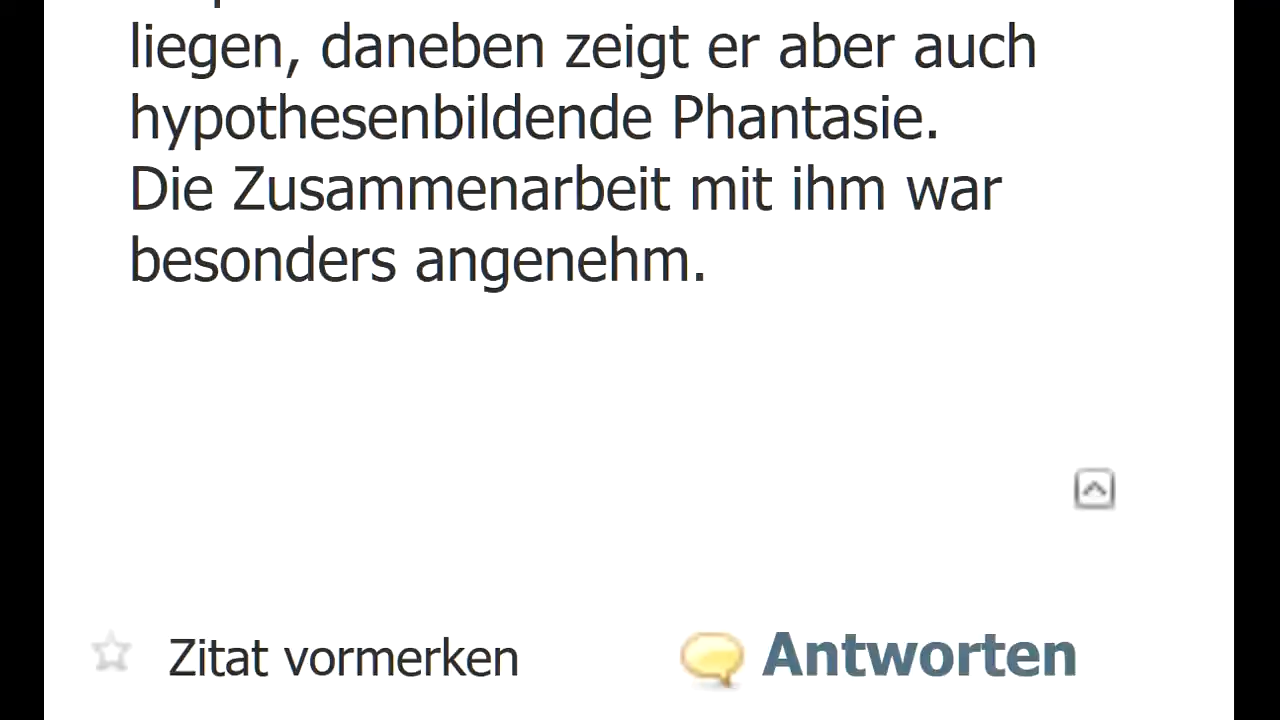 liegen, daneben zeigt er aber auch
hypothesenbildende Phantasie.
Die Zusammenarbeit mit ihm war
besonders angenehm.
Zitat vormerken
Antworten